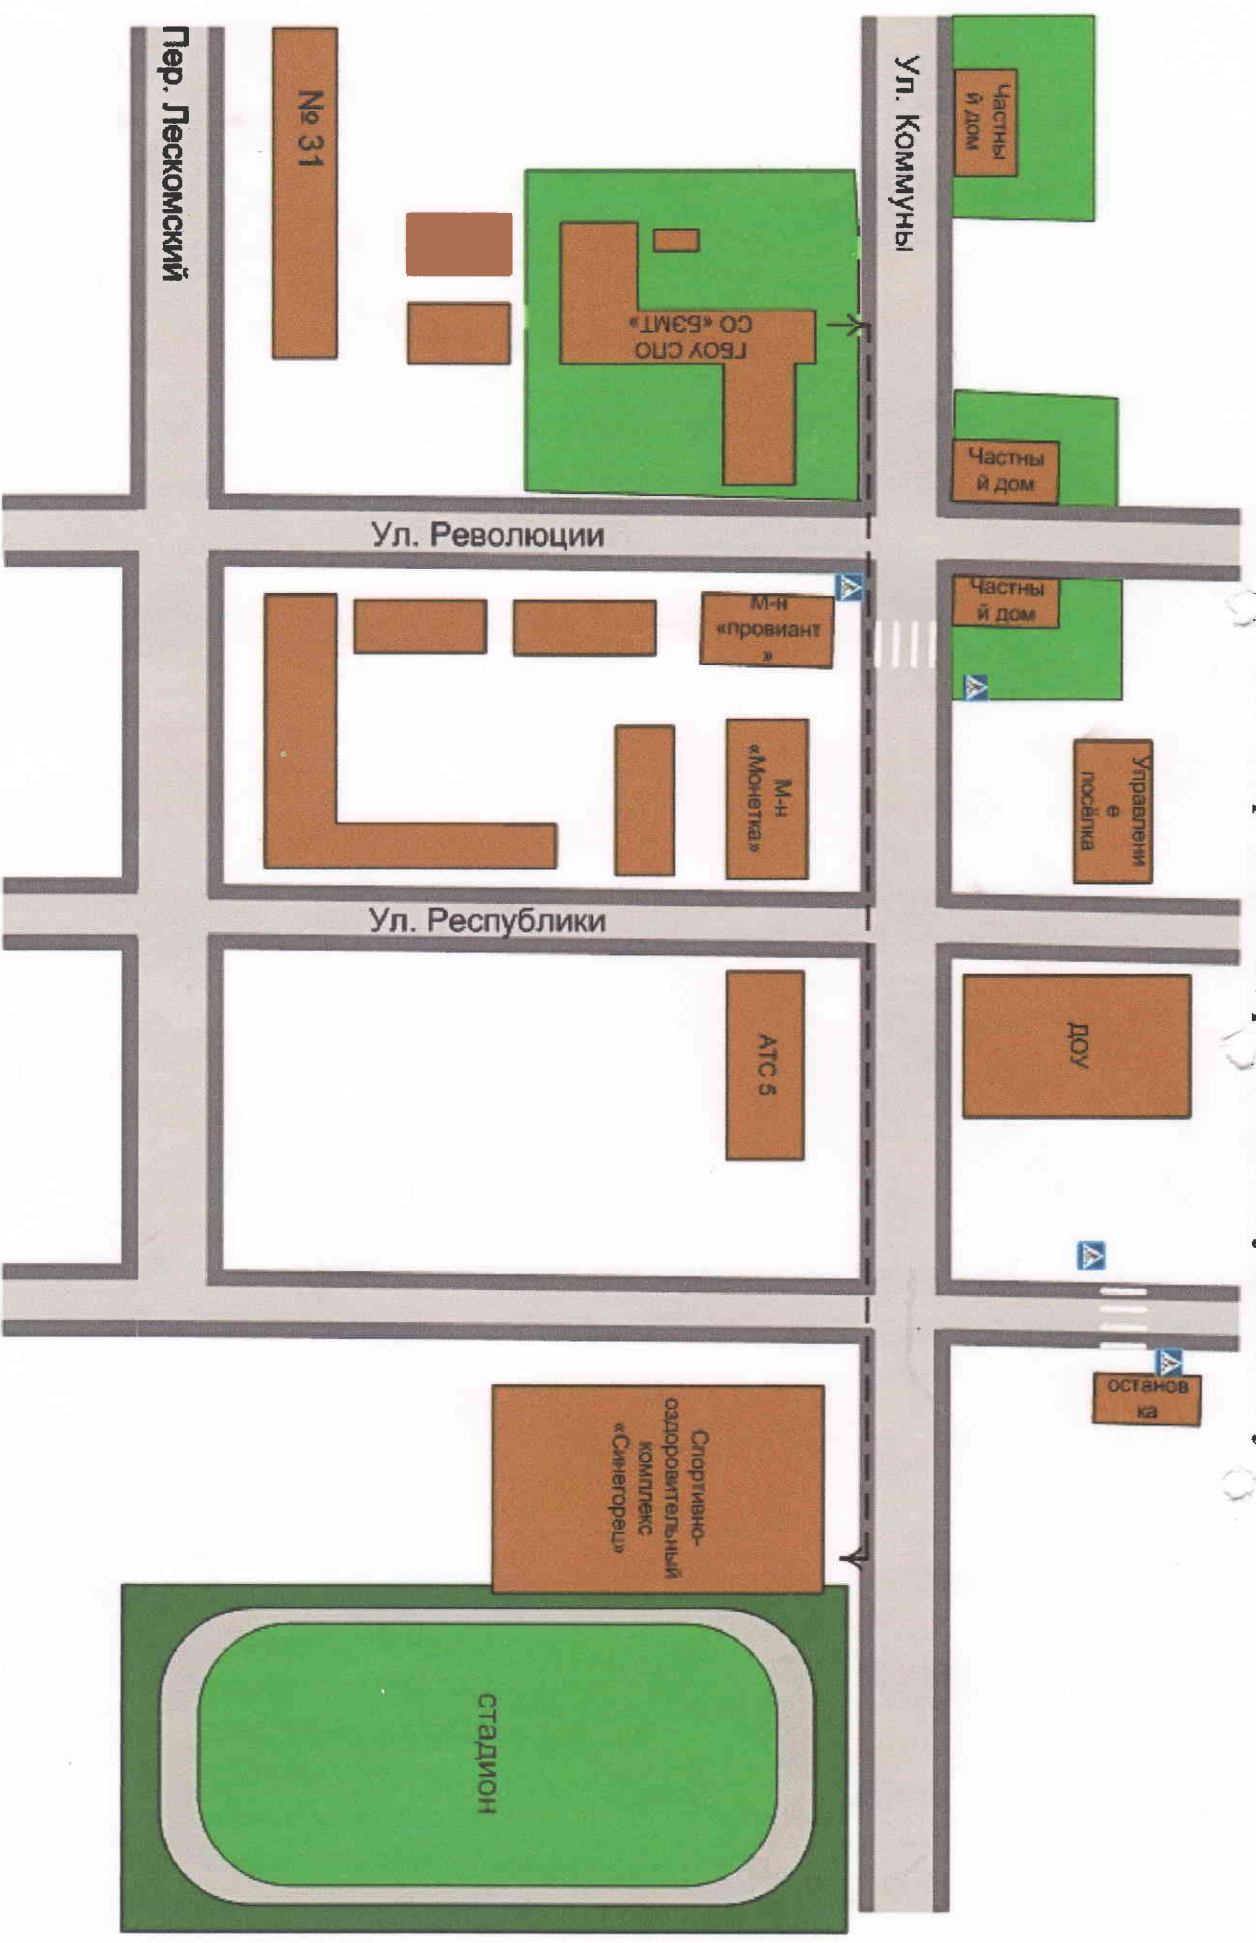 Пер. Лескомский
№ 31
Ул. Коммуны
Частны
й дом
ГБОУ СПО
СО «БЭМТ»
Частны
й дом
Ул. Революции
М-н
«провиант
»
Частны
й дом
М-н
«Монетка»
Управлени
е
посёлка
Ул. Республики
АТС 5
ДОУ
останов
ка
Спортивно-
оздоровительный
комплекс
«Синегорец»
стадион